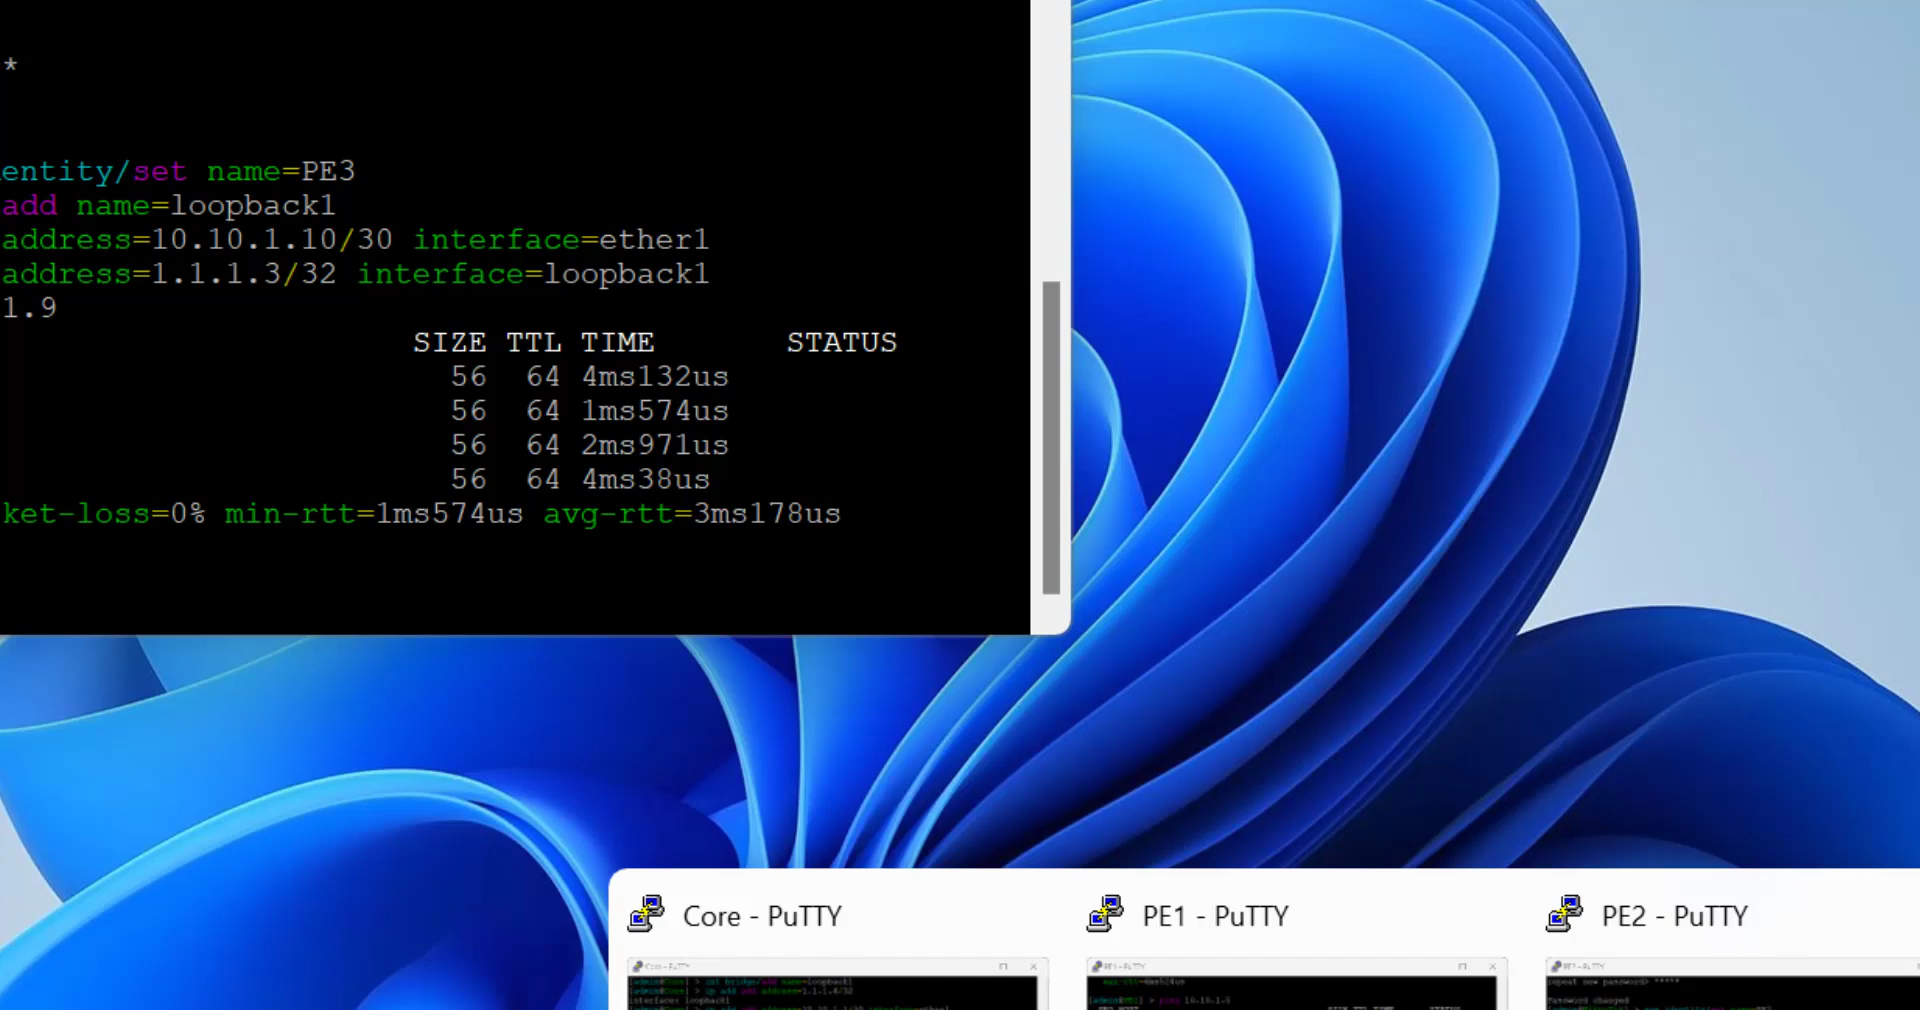 *
entity/set name=PE3
add name=loopback1
address=10.10.1.10/30 interface=ether1
address=1.1.1.3/32 interface=loopback1
1.9
SIZE TTL TIME STATUS
56 64 4ms132us
56 64 1ms574us
56 64 2ms971us
56 64 4ms38us
ket-loss=0% min-rtt=1ms574us avg-rtt=3ms178us
Core - PuTTY PE1 - PuTTY PE2 - PuTTY